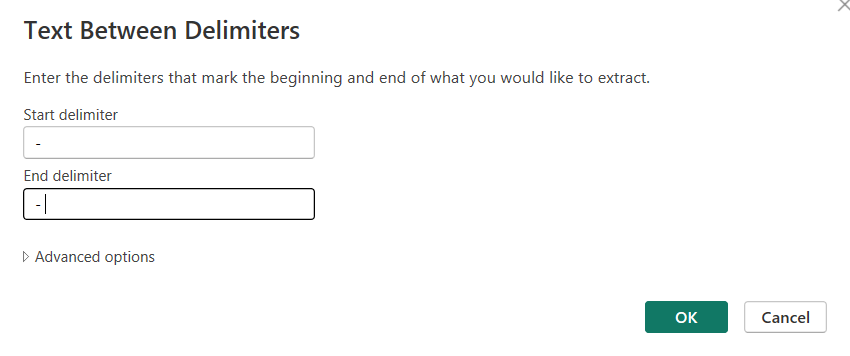 Text Between Delimiters
Enter the delimiters that mark the beginning and end of what you would like to extract.
Start delimiter
-
End delimiter
-
Advanced options
OK
Cancel